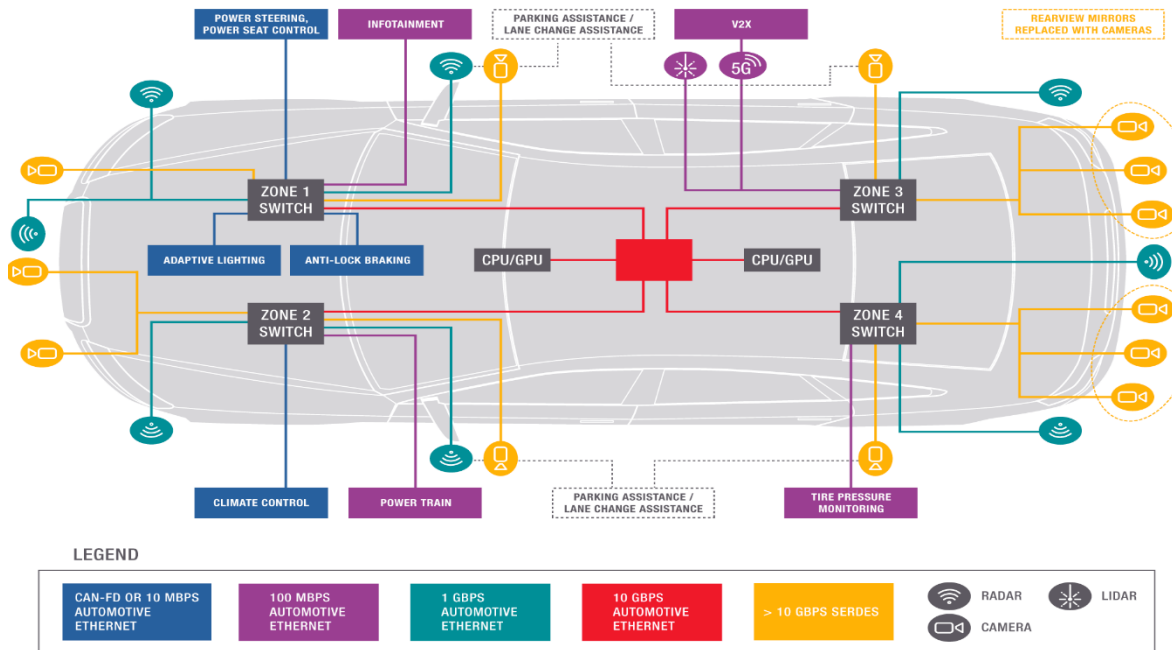 POWER STEERING,
POWER SEAT CONTROL
INFOTAINMENT
PARKING ASSISTANCE /
LANE CHANGE ASSISTANCE
V2X
REARVIEW MIRRORS
REPLACED WITH CAMERAS
5G
ZONE 1
SWITCH
ZONE 3
SWITCH
ADAPTIVE LIGHTING
ANTI-LOCK BRAKING
CPU/GPU
CPU/GPU
ZONE 2
SWITCH
ZONE 4
SWITCH
CLIMATE CONTROL
POWER TRAIN
PARKING ASSISTANCE /
LANE CHANGE ASSISTANCE
TIRE PRESSURE
MONITORING
LEGEND
CAN-FD OR 10 MBPS
AUTOMOTIVE
ETHERNET
100 MBPS
AUTOMOTIVE
ETHERNET
1 GBPS
AUTOMOTIVE
ETHERNET
10 GBPS
AUTOMOTIVE
ETHERNET
> 10 GBPS SERDES
RADAR
LIDAR
CAMERA